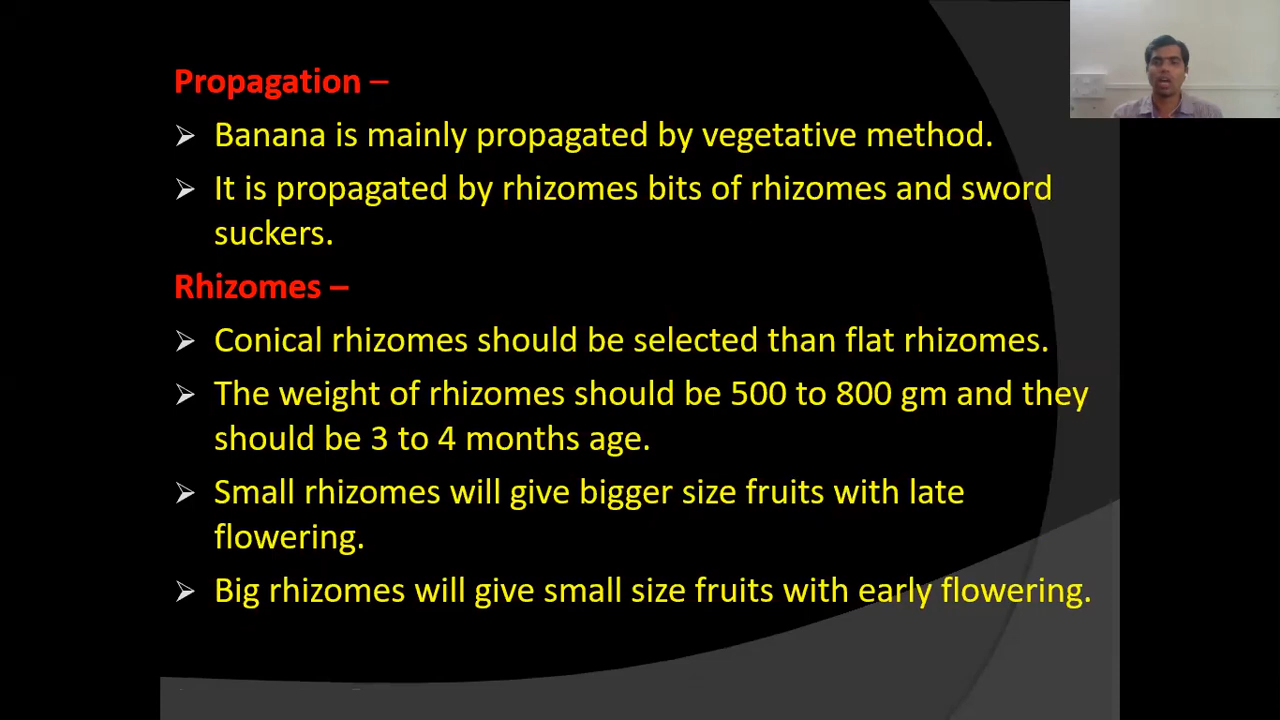 Propagation –
Banana is mainly propagated by vegetative method.
It is propagated by rhizomes bits of rhizomes and sword
suckers.
Rhizomes –
Conical rhizomes should be selected than flat rhizomes.
The weight of rhizomes should be 500 to 800 gm and they
should be 3 to 4 months age.
Small rhizomes will give bigger size fruits with late
flowering.
Big rhizomes will give small size fruits with early flowering.